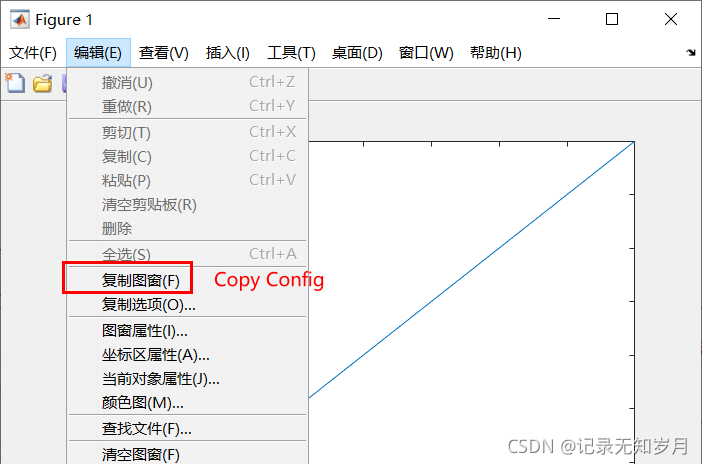 Figure 1
文件(F) 编辑(E) 查看(V) 插入(I) 工具(T) 桌面(D) 窗口(W) 帮助(H)
撤消(U) Ctrl+Z
重做(R) Ctrl+Y
剪切(T) Ctrl+X
复制(C) Ctrl+C
粘贴(P) Ctrl+V
清空剪贴板(R)
删除
全选(S) Ctrl+A
复制图窗(F) Copy Config
复制选项(O)...
图窗属性(I)...
坐标区属性(A)...
当前对象属性(J)...
颜色图(M)...
查找文件(F)...
清空图窗(F)
CSDN @记录无知岁月